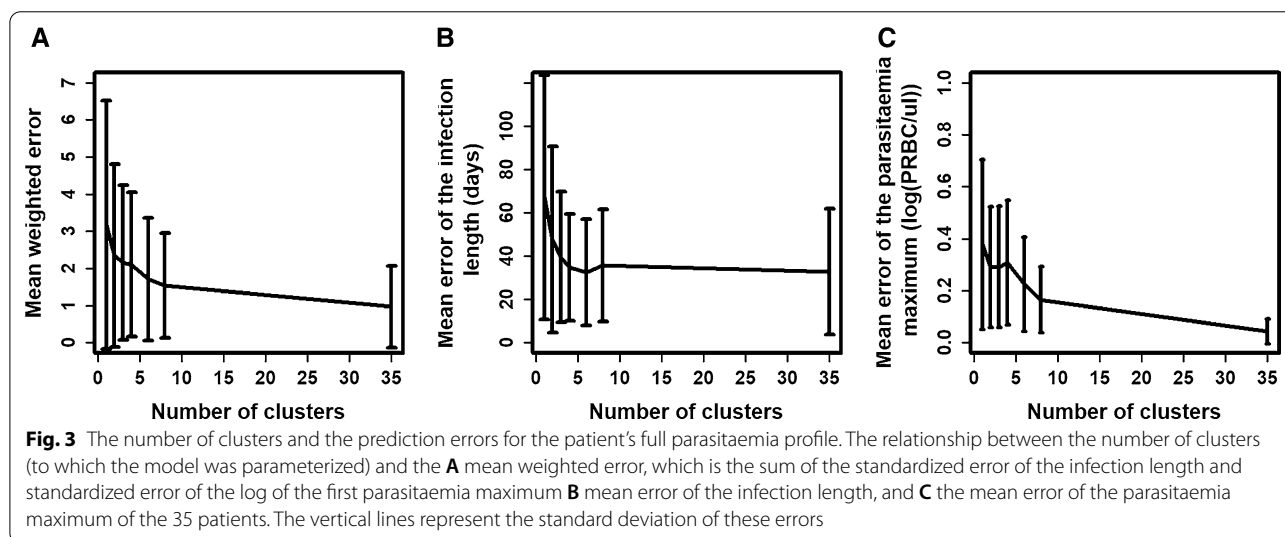 A
B
C
Mean weighted error
7
6
5
4
3
2
1
0
0 5 10 15 20 25 30 35
Number of clusters
Mean error of the infection
length (days)
100
80
60
40
20
0
0 5 10 15 20 25 30 35
Number of clusters
Mean error of the parasitaemia
maximum (log(PRBC/ul))
1.0
0.8
0.6
0.4
0.2
0.0
0 5 10 15 20 25 30 35
Number of clusters
Fig. 3 The number of clusters and the prediction errors for the patient's full parasitaemia profile. The relationship between the number of clusters
(to which the model was parameterized) and the A mean weighted error, which is the sum of the standardized error of the infection length and
standardized error of the log of the first parasitaemia maximum B mean error of the infection length, and C the mean error of the parasitaemia
maximum of the 35 patients. The vertical lines represent the standard deviation of these errors